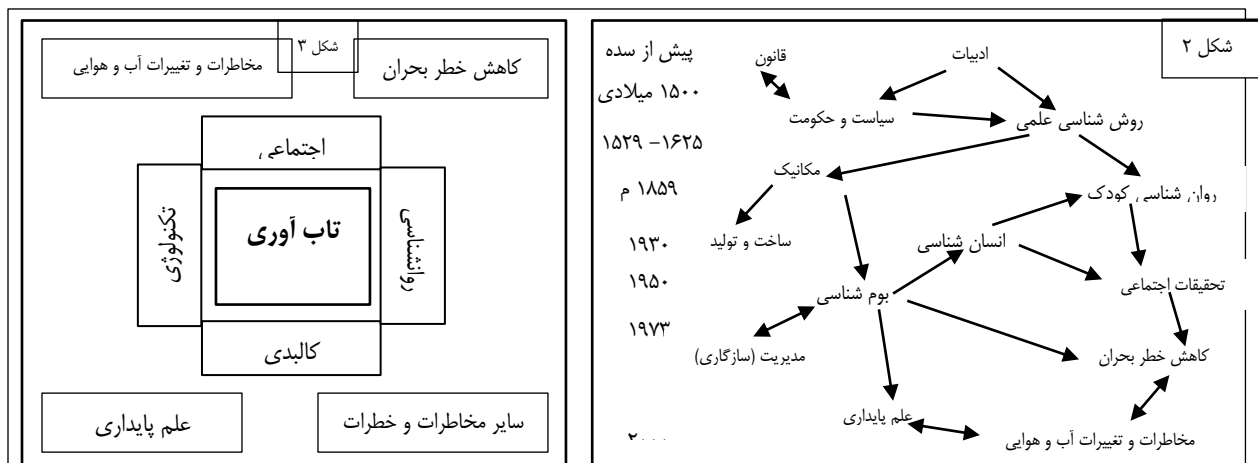 شکل ۲
پیش از سده
۱۵۰۰ میلادی
۱۵۲۹– ۱۶۲۵
۱۸۵۹ م
۱۹۳۰
۱۹۵۰
۱۹۷۳
۲۰۰۰
ادبیات
قانون
سیاست و حکومت
روش شناسی علمی
مکانیک
روان شناسی کودک
ساخت و تولید
انسان شناسی
تحقیقات اجتماعی
بوم شناسی
مدیریت (سازگاری)
کاهش خطر بحران
علم پایداری
مخاطرات و تغییرات آب و هوایی
شکل ۳
کاهش خطر بحران
مخاطرات و تغییرات آب و هوایی
اجتماعی
روانشناسی
تاب آوری
تکنولوژی
کالبدی
سایر مخاطرات و خطرات
علم پایداری